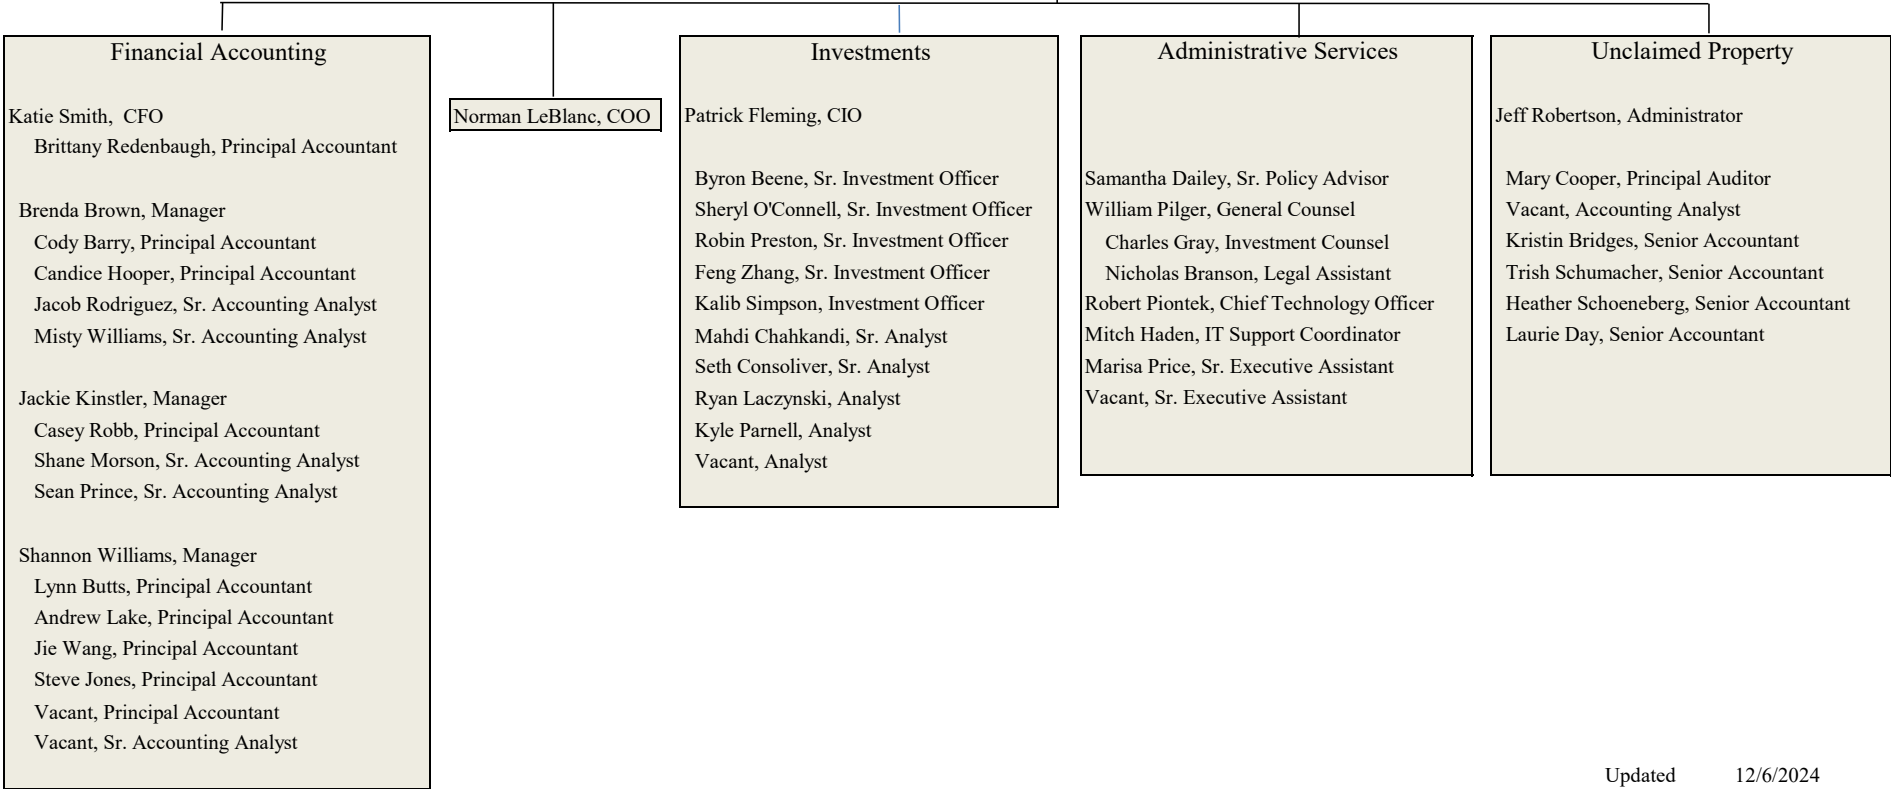 Financial Accounting
Katie Smith, CFO
Brittany Redenbaugh, Principal Accountant
Brenda Brown, Manager
Cody Barry, Principal Accountant
Candice Hooper, Principal Accountant
Jacob Rodriguez, Sr. Accounting Analyst
Misty Williams, Sr. Accounting Analyst
Jackie Kinstler, Manager
Casey Robb, Principal Accountant
Shane Morson, Sr. Accounting Analyst
Sean Prince, Sr. Accounting Analyst
Shannon Williams, Manager
Lynn Butts, Principal Accountant
Andrew Lake, Principal Accountant
Jie Wang, Principal Accountant
Steve Jones, Principal Accountant
Vacant, Principal Accountant
Vacant, Sr. Accounting Analyst
Norman LeBlanc, COO
Investments
Patrick Fleming, CIO
Byron Beene, Sr. Investment Officer
Sheryl O'Connell, Sr. Investment Officer
Robin Preston, Sr. Investment Officer
Feng Zhang, Sr. Investment Officer
Kalib Simpson, Investment Officer
Mahdi Chahkandi, Sr. Analyst
Seth Consoliver, Sr. Analyst
Ryan Laczynski, Analyst
Kyle Parnell, Analyst
Vacant, Analyst
Administrative Services
Samantha Dailey, Sr. Policy Advisor
William Pilger, General Counsel
Charles Gray, Investment Counsel
Nicholas Branson, Legal Assistant
Robert Piontek, Chief Technology Officer
Mitch Haden, IT Support Coordinator
Marisa Price, Sr. Executive Assistant
Vacant, Sr. Executive Assistant
Unclaimed Property
Jeff Robertson, Administrator
Mary Cooper, Principal Auditor
Vacant, Accounting Analyst
Kristin Bridges, Senior Accountant
Trish Schumacher, Senior Accountant
Heather Schoeneberg, Senior Accountant
Laurie Day, Senior Accountant
Updated 12/6/2024